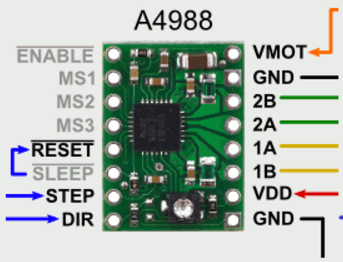 A4988
ENABLE
MS1
MS2
MS3
RESET
SLEEP
STEP
DIR
VMOT
GND
2B
2A
1A
1B
VDD
GND